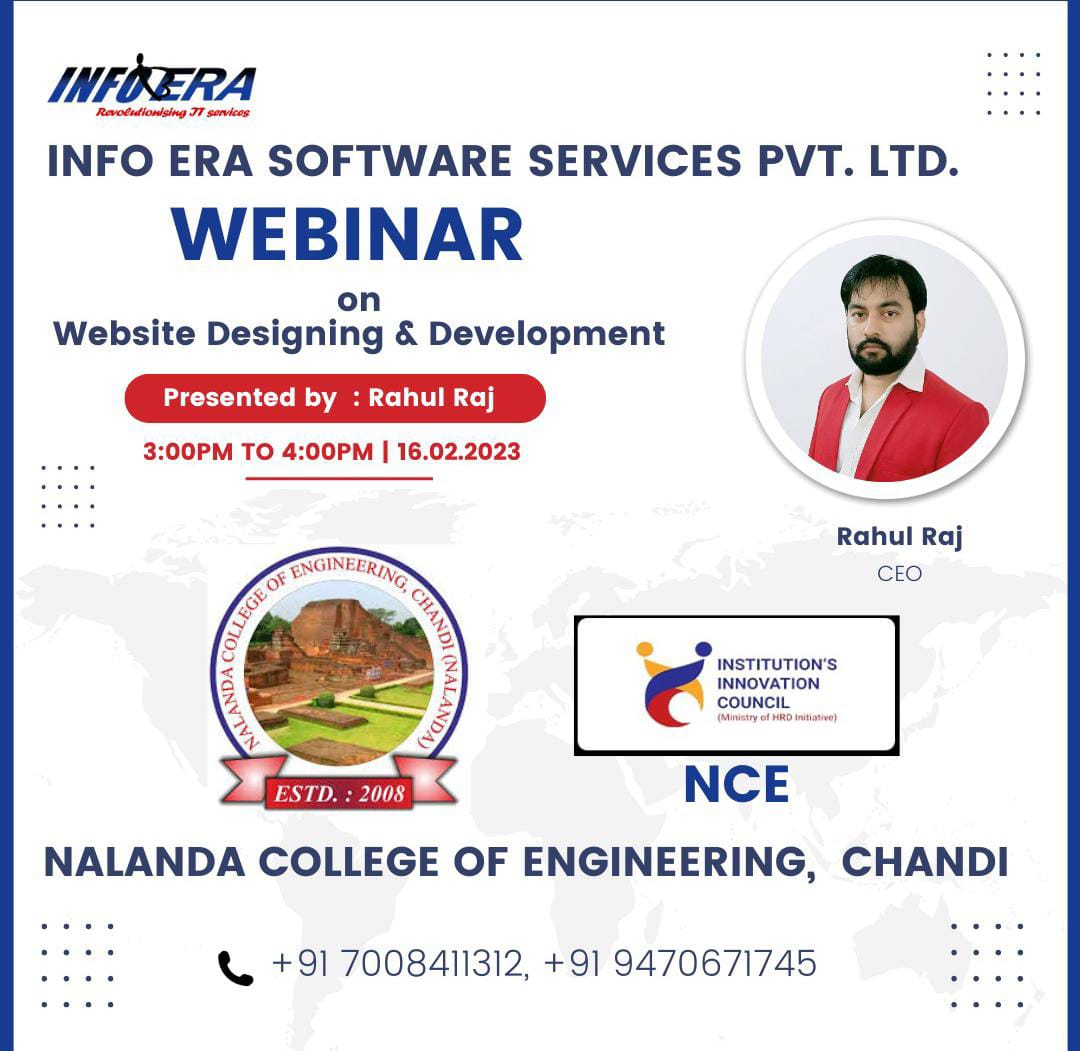 INFO ERA
Revolutionising IT services
INFO ERA SOFTWARE SERVICES PVT. LTD.
WEBINAR
on
Website Designing & Development
Presented by : Rahul Raj
3:00PM TO 4:00PM | 16.02.2023
Rahul Raj
CEO
NALANDA COLLEGE OF ENGINEERING, CHANDI (NALANDA)
ESTD. : 2008
INSTITUTION'S
INNOVATION
COUNCIL
(Ministry of HRD Initiative)
NCE
NALANDA COLLEGE OF ENGINEERING, CHANDI
+91 7008411312, +91 9470671745